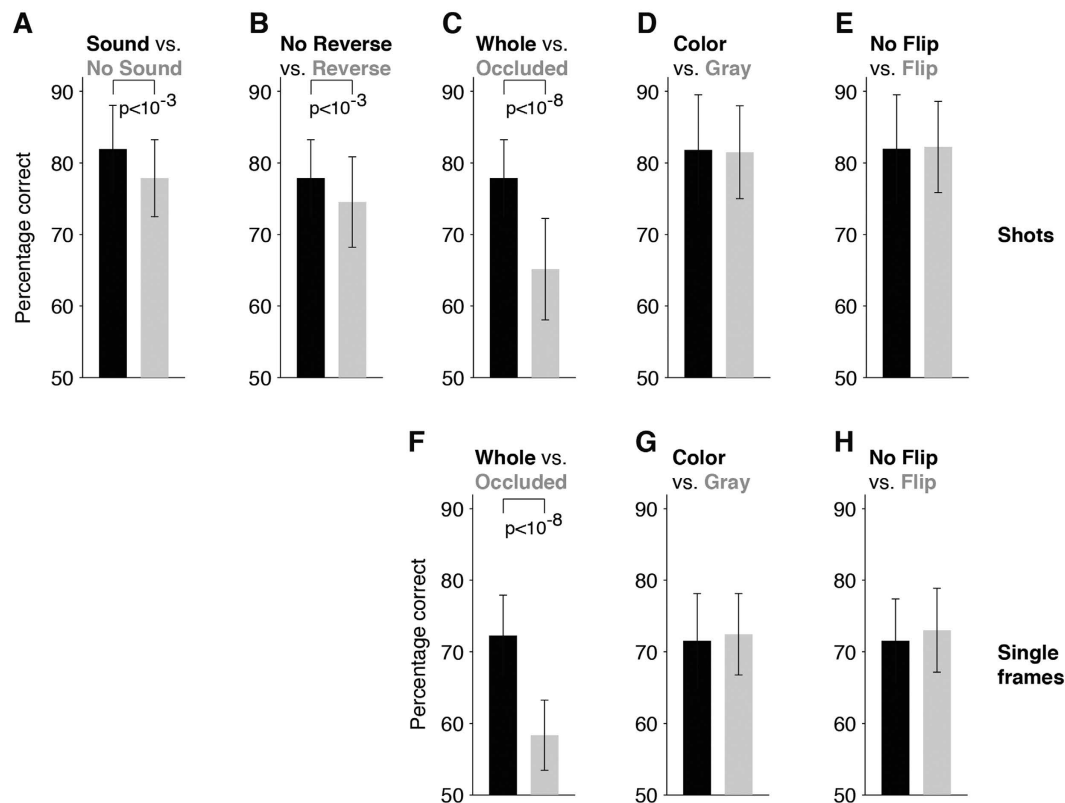 A
Sound vs.
No Sound
p<10-3
90
80
70
60
50
Percentage correct
B
No Reverse
vs. Reverse
p<10-3
90
80
70
60
50
C
Whole vs.
Occluded
p<10-8
90
80
70
60
50
D
Color
vs. Gray
90
80
70
60
50
E
No Flip
vs. Flip
90
80
70
60
50
Shots
F
Whole vs.
Occluded
p<10-8
90
80
70
60
50
Percentage correct
G
Color
vs. Gray
90
80
70
60
50
H
No Flip
vs. Flip
90
80
70
60
50
Single
frames